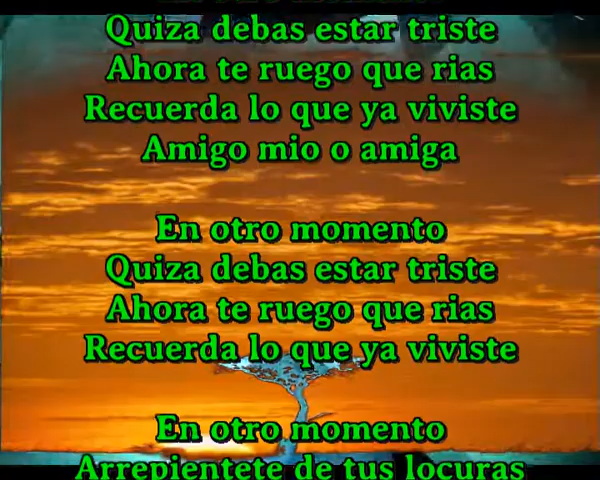 Quiza debas estar triste
Ahora te ruego que rias
Recuerda lo que ya viviste
Amigo mio o amiga
En otro momento
Quiza debas estar triste
Ahora te ruego que rias
Recuerda lo que ya viviste
En otro momento
Arrepientete de tus locuras